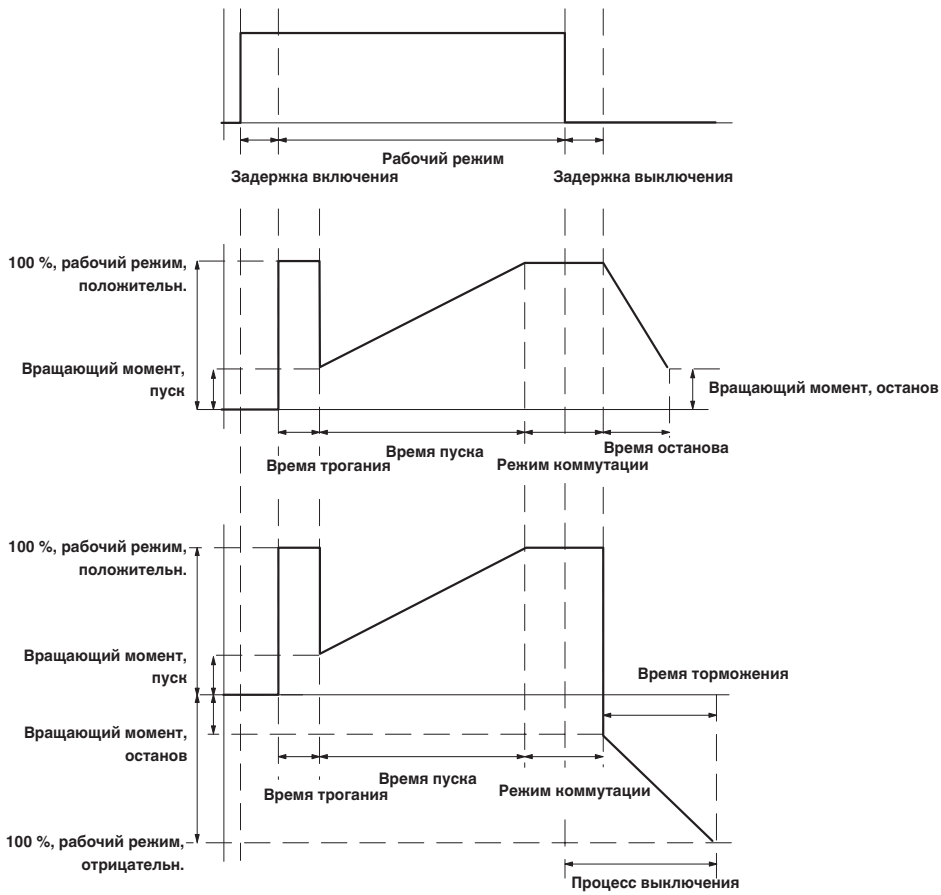 Рабочий режим
Задержка включения
Задержка выключения
100 %, рабочий режим,
положительн.
Вращающий момент,
пуск
Вращающий момент, останов
Время пуска
Время останова
Время трогания
Режим коммутации
100 %, рабочий режим,
положительн.
Вращающий момент,
пуск
Время торможения
Вращающий момент,
останов
Время пуска
Время трогания
Режим коммутации
100 %, рабочий режим,
отрицательн.
Процесс выключения